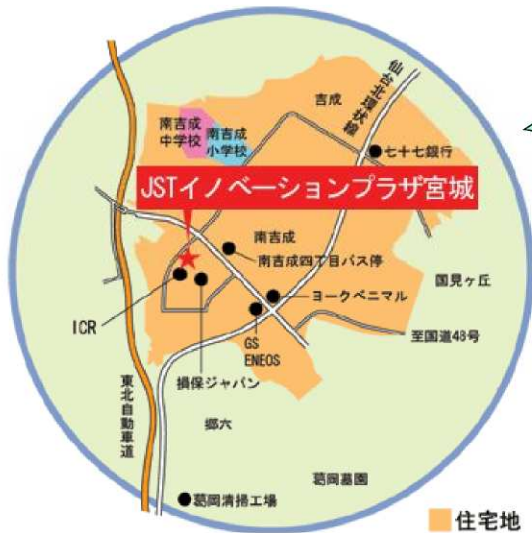 仙台北環状線
吉成
南吉成
中学校
南吉成
小学校
七十七銀行
JSTイノベーションプラザ宮城
南吉成
南吉成四丁目バス停
国見ヶ丘
ヨークベニマル
ICR
至国道48号
GS
ENEOS
損保ジャパン
東北自動車道
郷六
葛岡墓園
葛岡清掃工場
住宅地